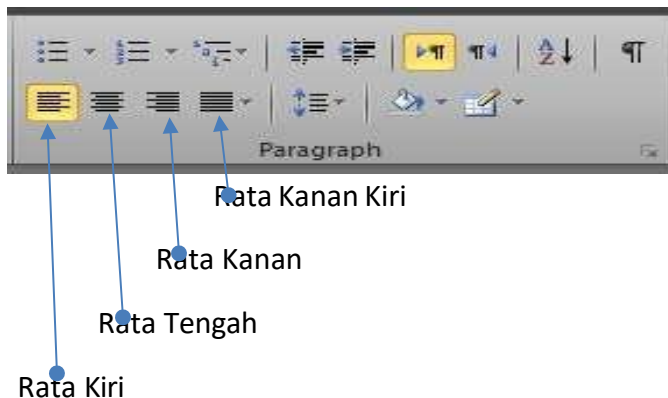 Paragraph
Rata Kanan Kiri
Rata Kanan
Rata Tengah
Rata Kiri